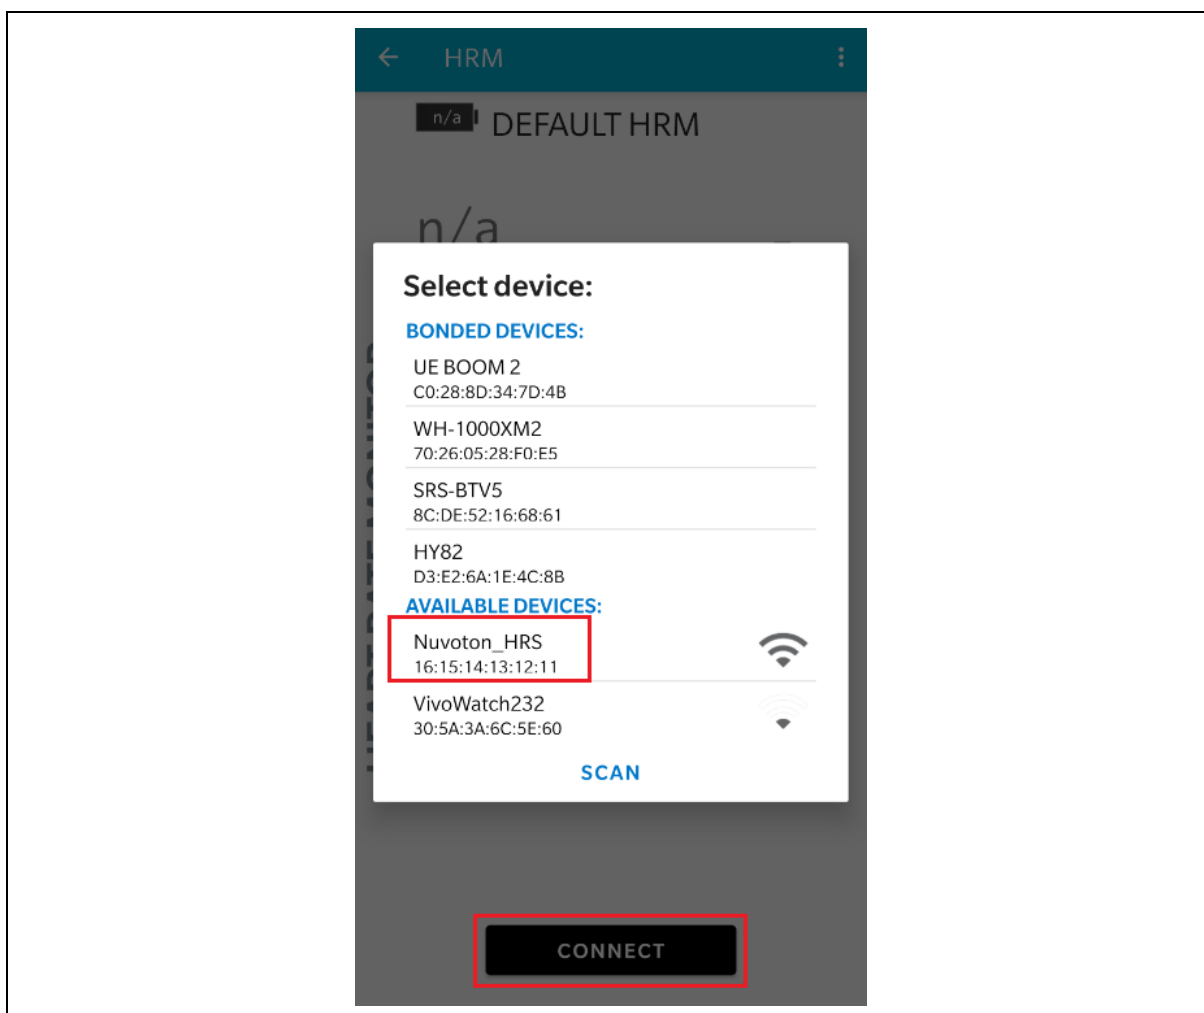 HRM
n/a DEFAULT HRM
n/a
Select device:
BONDED DEVICES:
UE BOOM 2
C0:28:8D:34:7D:4B
WH-1000XM2
70:26:05:28:F0:E5
SRS-BTV5
8C:DE:52:16:68:61
HY82
D3:E2:6A:1E:4C:8B
AVAILABLE DEVICES:
Nuvoton_HRS
16:15:14:13:12:11
VivoWatch232
30:5A:3A:6C:5E:60
SCAN
CONNECT